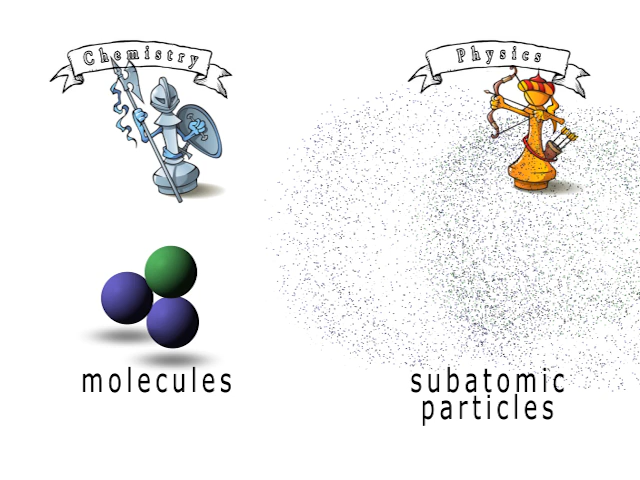 Chemistry
Physics
molecules
subatomic
particles